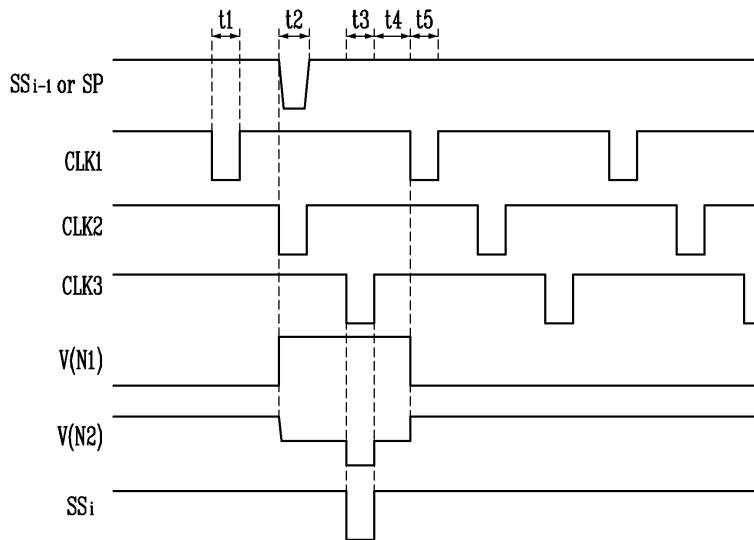 t1 t2 t3 t4 t5
SSi-1 or SP
CLK1
CLK2
CLK3
V(N1)
V(N2)
SSi